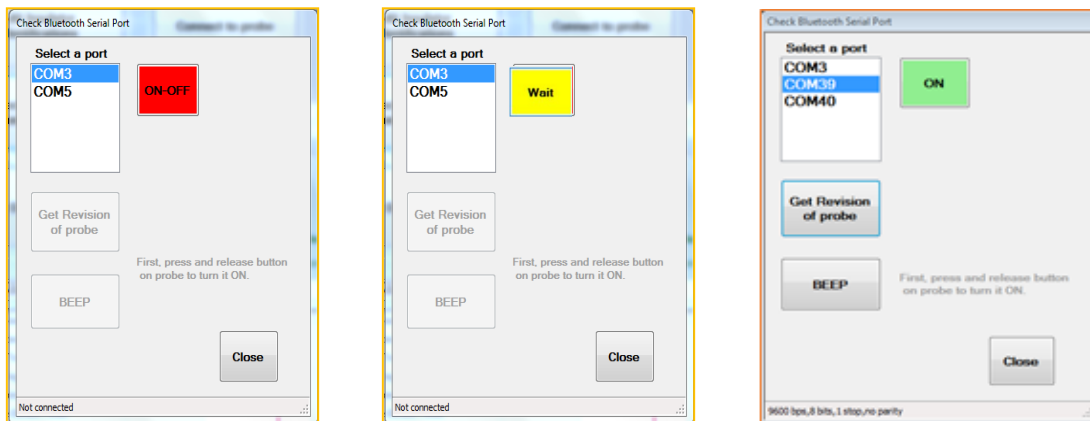 Check Bluetooth Serial Port
Select a port
COM3
COM5
ON-OFF
Get Revision
of probe
First, press and release button
on probe to turn it ON.
BEEP
Close
Not connected
Connect to probe
Check Bluetooth Serial Port
Select a port
COM3
COM5
Wait
Get Revision
of probe
First, press and release button
on probe to turn it ON.
BEEP
Close
Not connected
Check Bluetooth Serial Port
Select a port
COM3
COM39
COM40
ON
Get Revision
of probe
BEEP
First, press and release button
on probe to turn it ON.
Close
9600 bps,8 bits,1 stop,no parity